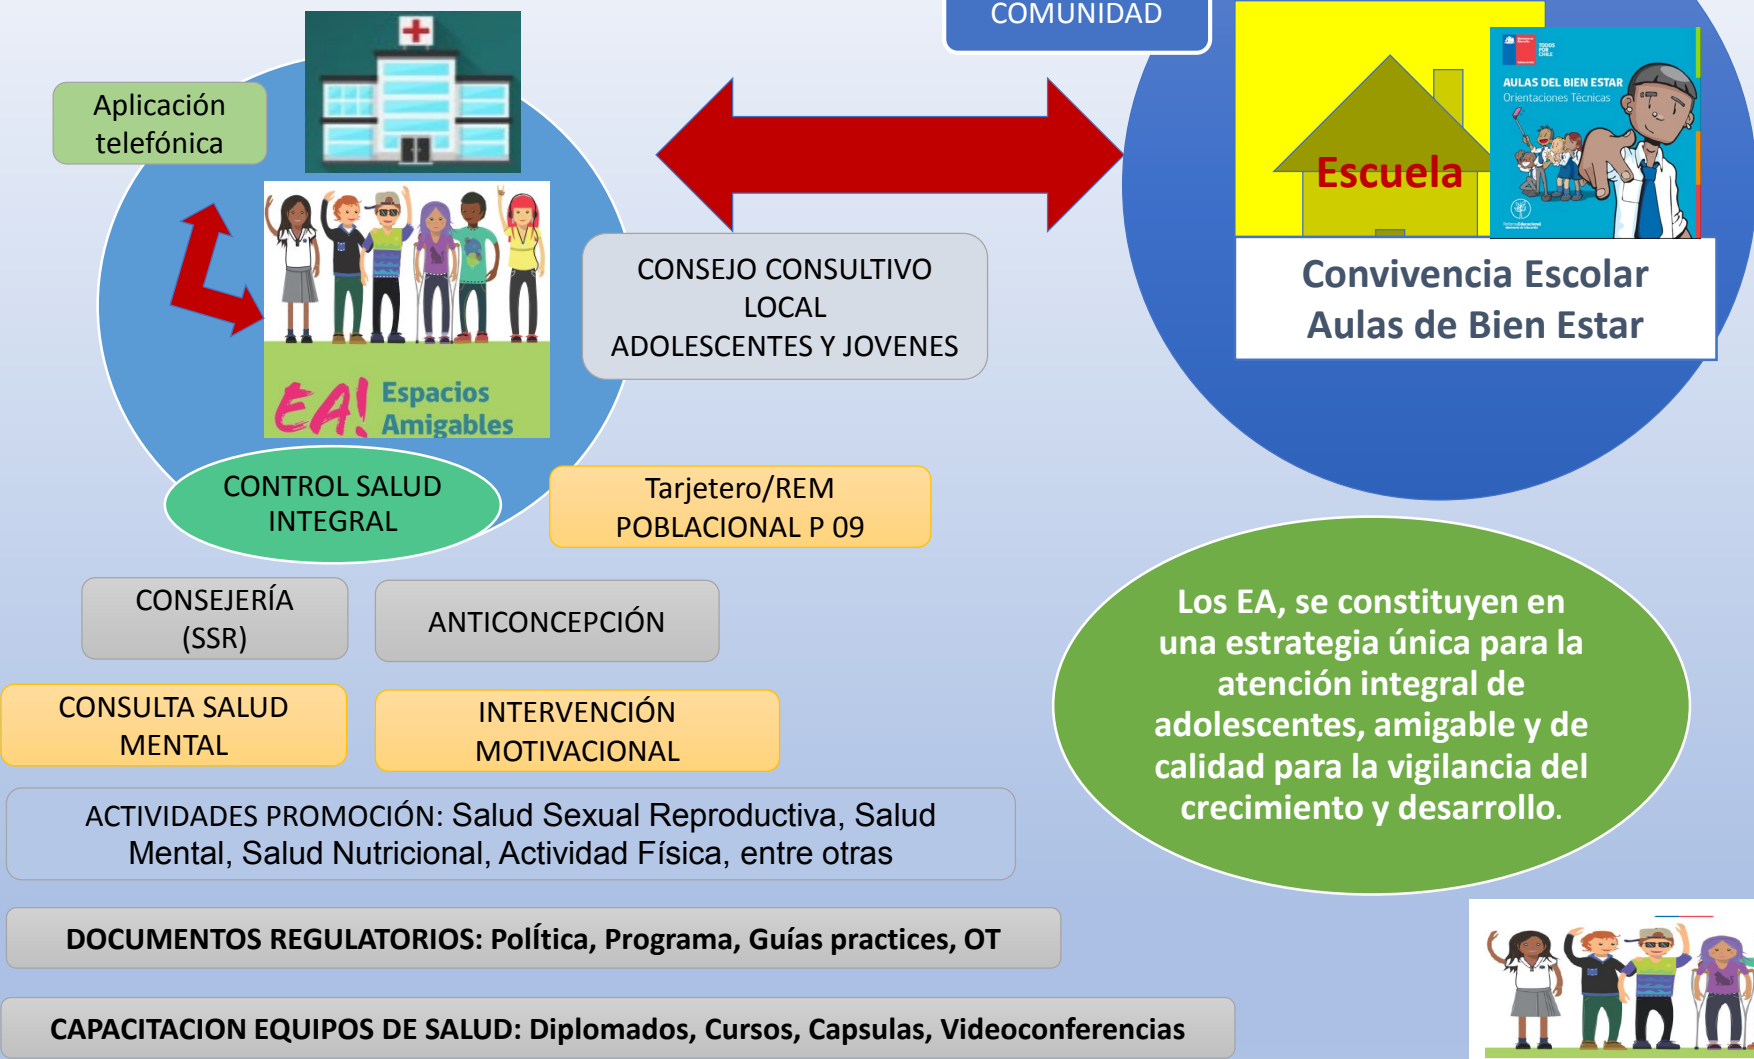 COMUNIDAD
Aplicación
telefónica
TODOS
POR
CHILE
AULAS DEL BIEN ESTAR
Orientaciones Técnicas
Escuela
Convivencia Escolar
Aulas de Bien Estar
CONSEJO CONSULTIVO
LOCAL
ADOLESCENTES Y JOVENES
EA! Espacios
Amigables
CONTROL SALUD
INTEGRAL
Tarjetero/REM
POBLACIONAL P 09
CONSEJERÍA
(SSR)
ANTICONCEPCIÓN
CONSULTA SALUD
MENTAL
INTERVENCIÓN
MOTIVACIONAL
Los EA, se constituyen en
una estrategia única para la
atención integral de
adolescentes, amigable y de
calidad para la vigilancia del
crecimiento y desarrollo.
ACTIVIDADES PROMOCIÓN: Salud Sexual Reproductiva, Salud
Mental, Salud Nutricional, Actividad Física, entre otras
DOCUMENTOS REGULATORIOS: Política, Programa, Guías practices, OT
CAPACITACION EQUIPOS DE SALUD: Diplomados, Cursos, Capsulas, Videoconferencias